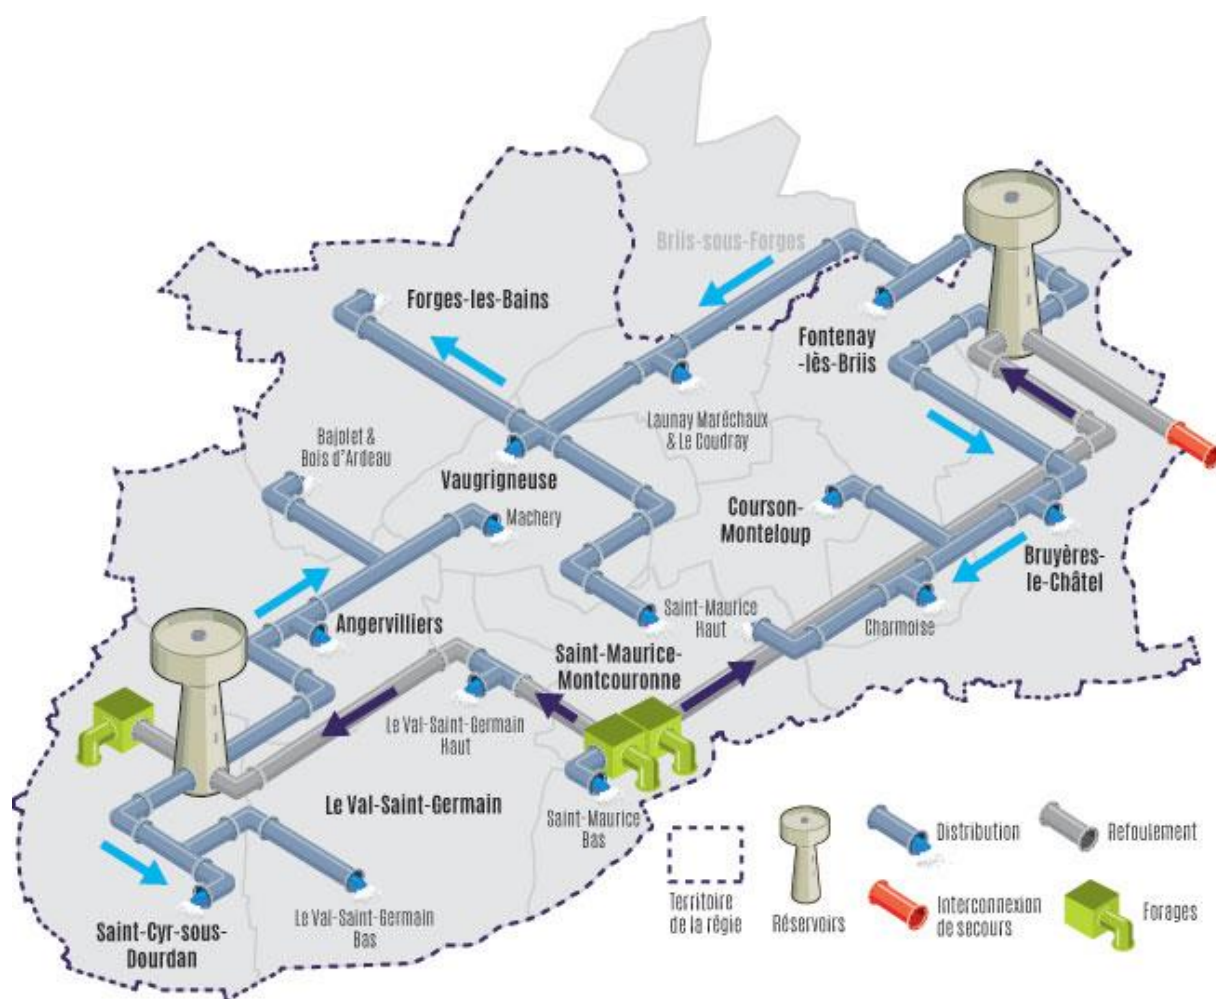 Briis-sous-Forges
Forges-les-Bains
Fontenay
-lès-Briis
Launay Maréchaux
& Le Coudray
Bajolet &
Bois d'Ardeau
Vaugrigneuse
Machery
Courson-
Monteloup
Bruyères-
le-Châtel
Saint-Maurice
Haut
Charmoise
Angervilliers
Saint-Maurice-
Montcouronne
Le Val-Saint-Germain
Haut
Le Val-Saint-Germain
Saint-Maurice
Bas
Le Val-Saint-Germain
Bas
Saint-Cyr-sous-
Dourdan
Territoire
de la régie
Réservoirs
Distribution
Refoulement
Interconnexion
de secours
Forages